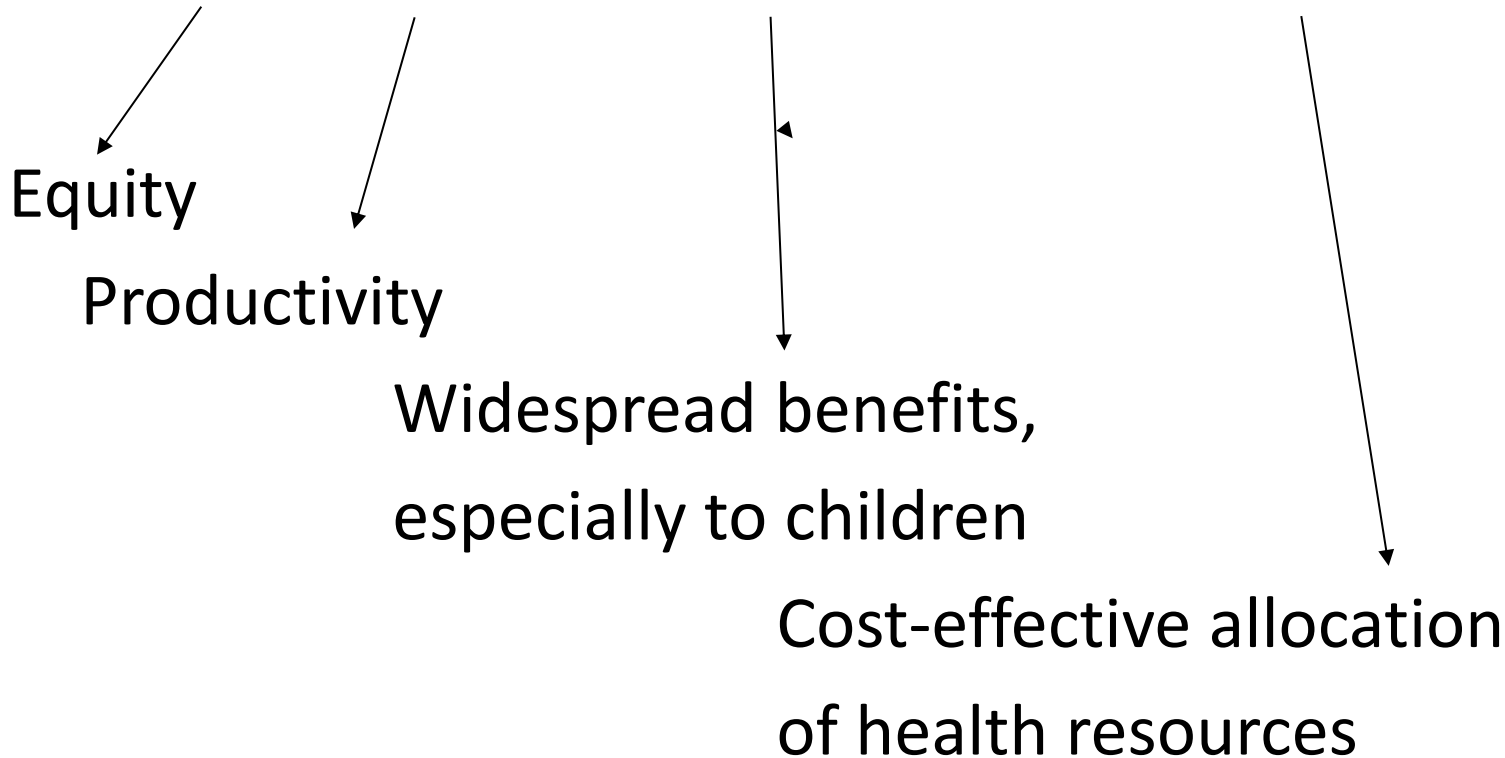 Equity
Productivity
Widespread benefits,
especially to children
Cost-effective allocation
of health resources